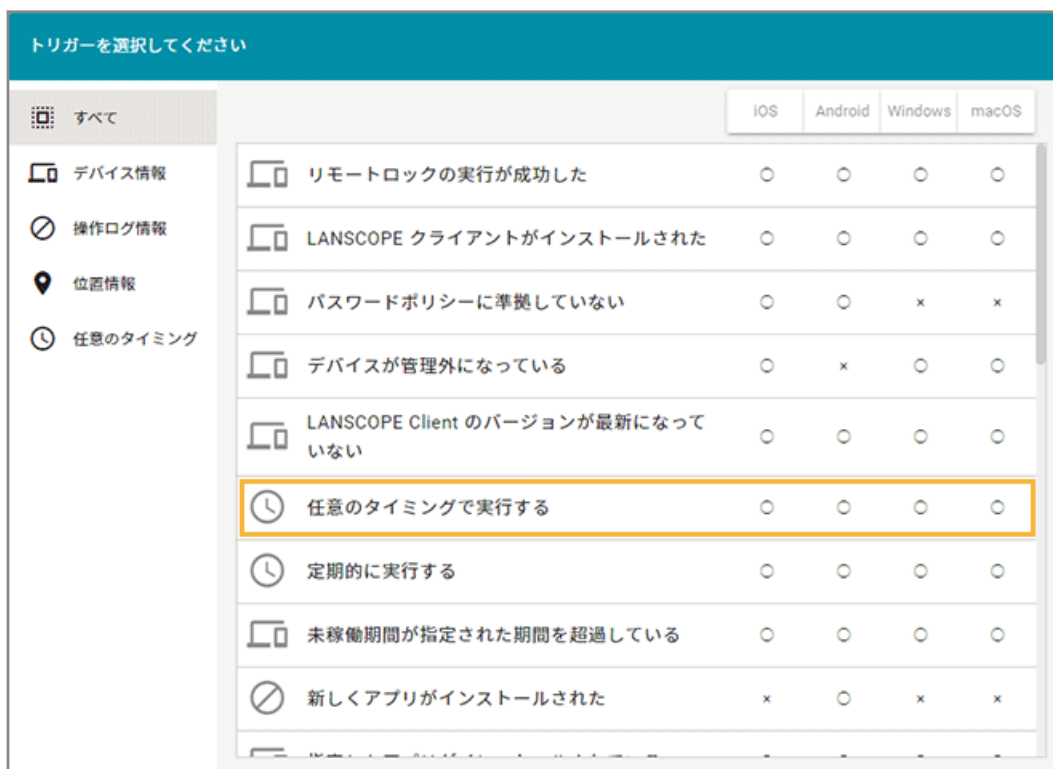 トリガーを選択してください
すべて
デバイス情報
操作ログ情報
位置情報
任意のタイミング
iOS Android Windows macOS
リモートロックの実行が成功した ○ ○ ○ ○
LANSCOPE クライアントがインストールされた ○ ○ ○ ○
パスワードポリシーに準拠していない ○ ○ × ×
デバイスが管理外になっている ○ × ○ ○
LANSCOPE Client のバージョンが最新になって
いない ○ ○ ○ ○
任意のタイミングで実行する ○ ○ ○ ○
定期的に実行する ○ ○ ○ ○
未稼働期間が指定された期間を超過している ○ ○ ○ ○
新しくアプリがインストールされた × ○ × ×